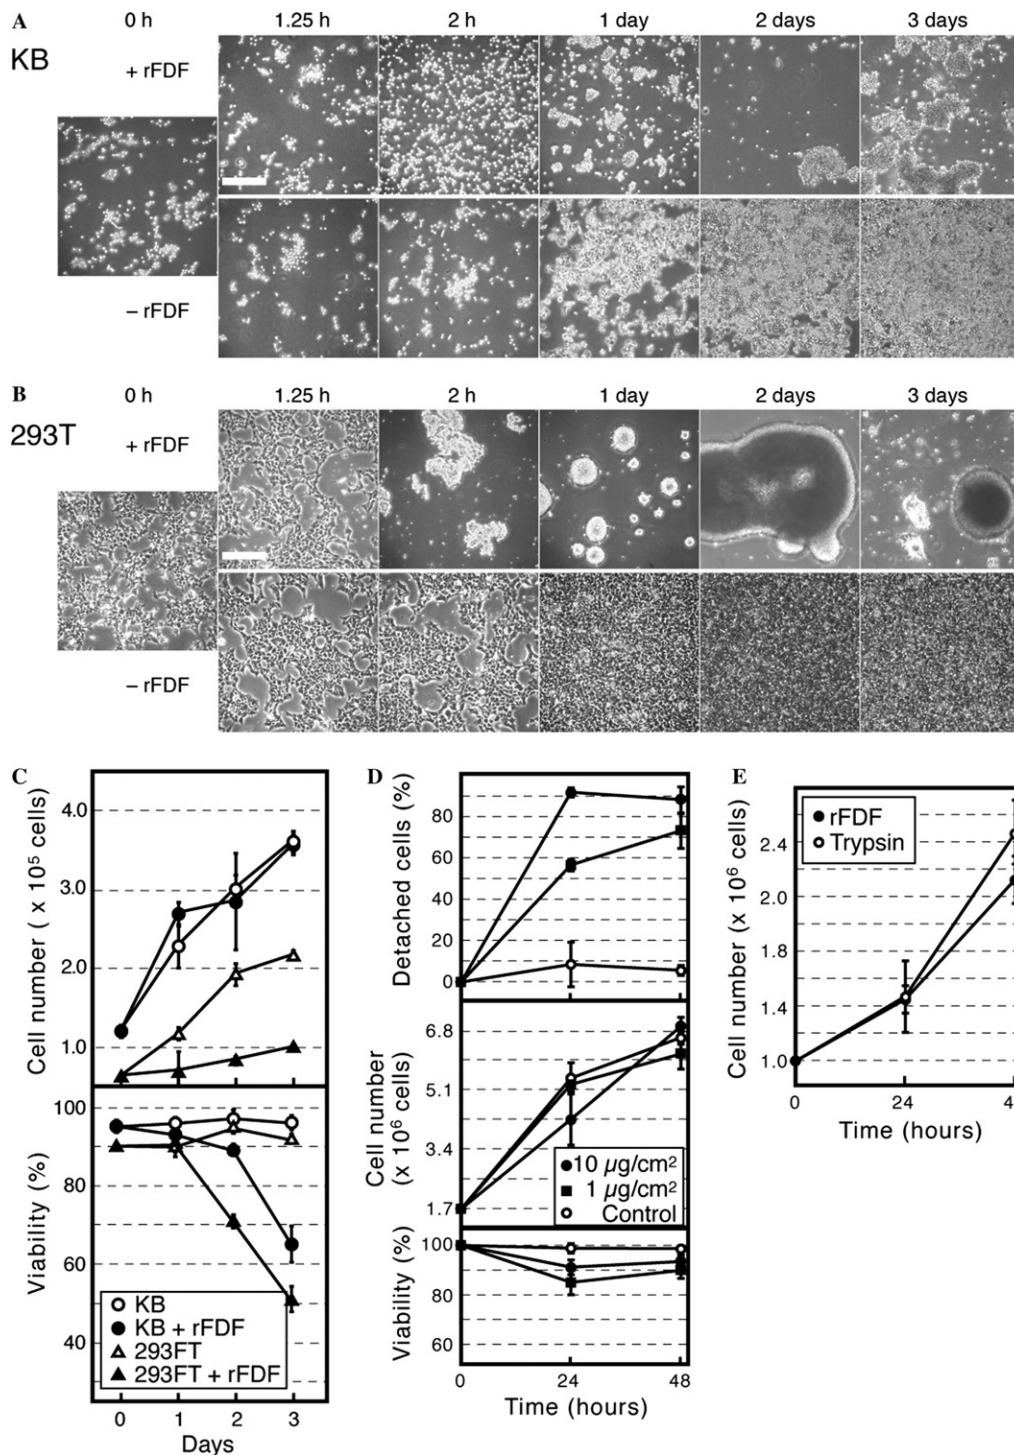 A 0 h 1.25 h 2 h 1 day 2 days 3 days
KB
+ rFDF
– rFDF
B 0 h 1.25 h 2 h 1 day 2 days 3 days
293T
+ rFDF
– rFDF
C
Cell number ( x 10⁵ cells)
4.0
3.0
2.0
1.0
Viability (%)
100
80
60
40
KB
KB + rFDF
293FT
293FT + rFDF
0 1 2 3
Days
D
Detached cells (%)
80
60
40
20
0
Cell number
(x 10⁶ cells)
6.8
5.1
3.4
1.7
10 µg/cm²
1 µg/cm²
Control
Viability (%)
100
80
60
0 24 48
Time (hours)
E
Cell number (x 10⁶ cells)
rFDF
Trypsin
2.4
2.0
1.8
1.4
1.0
0 24
Time (hours)